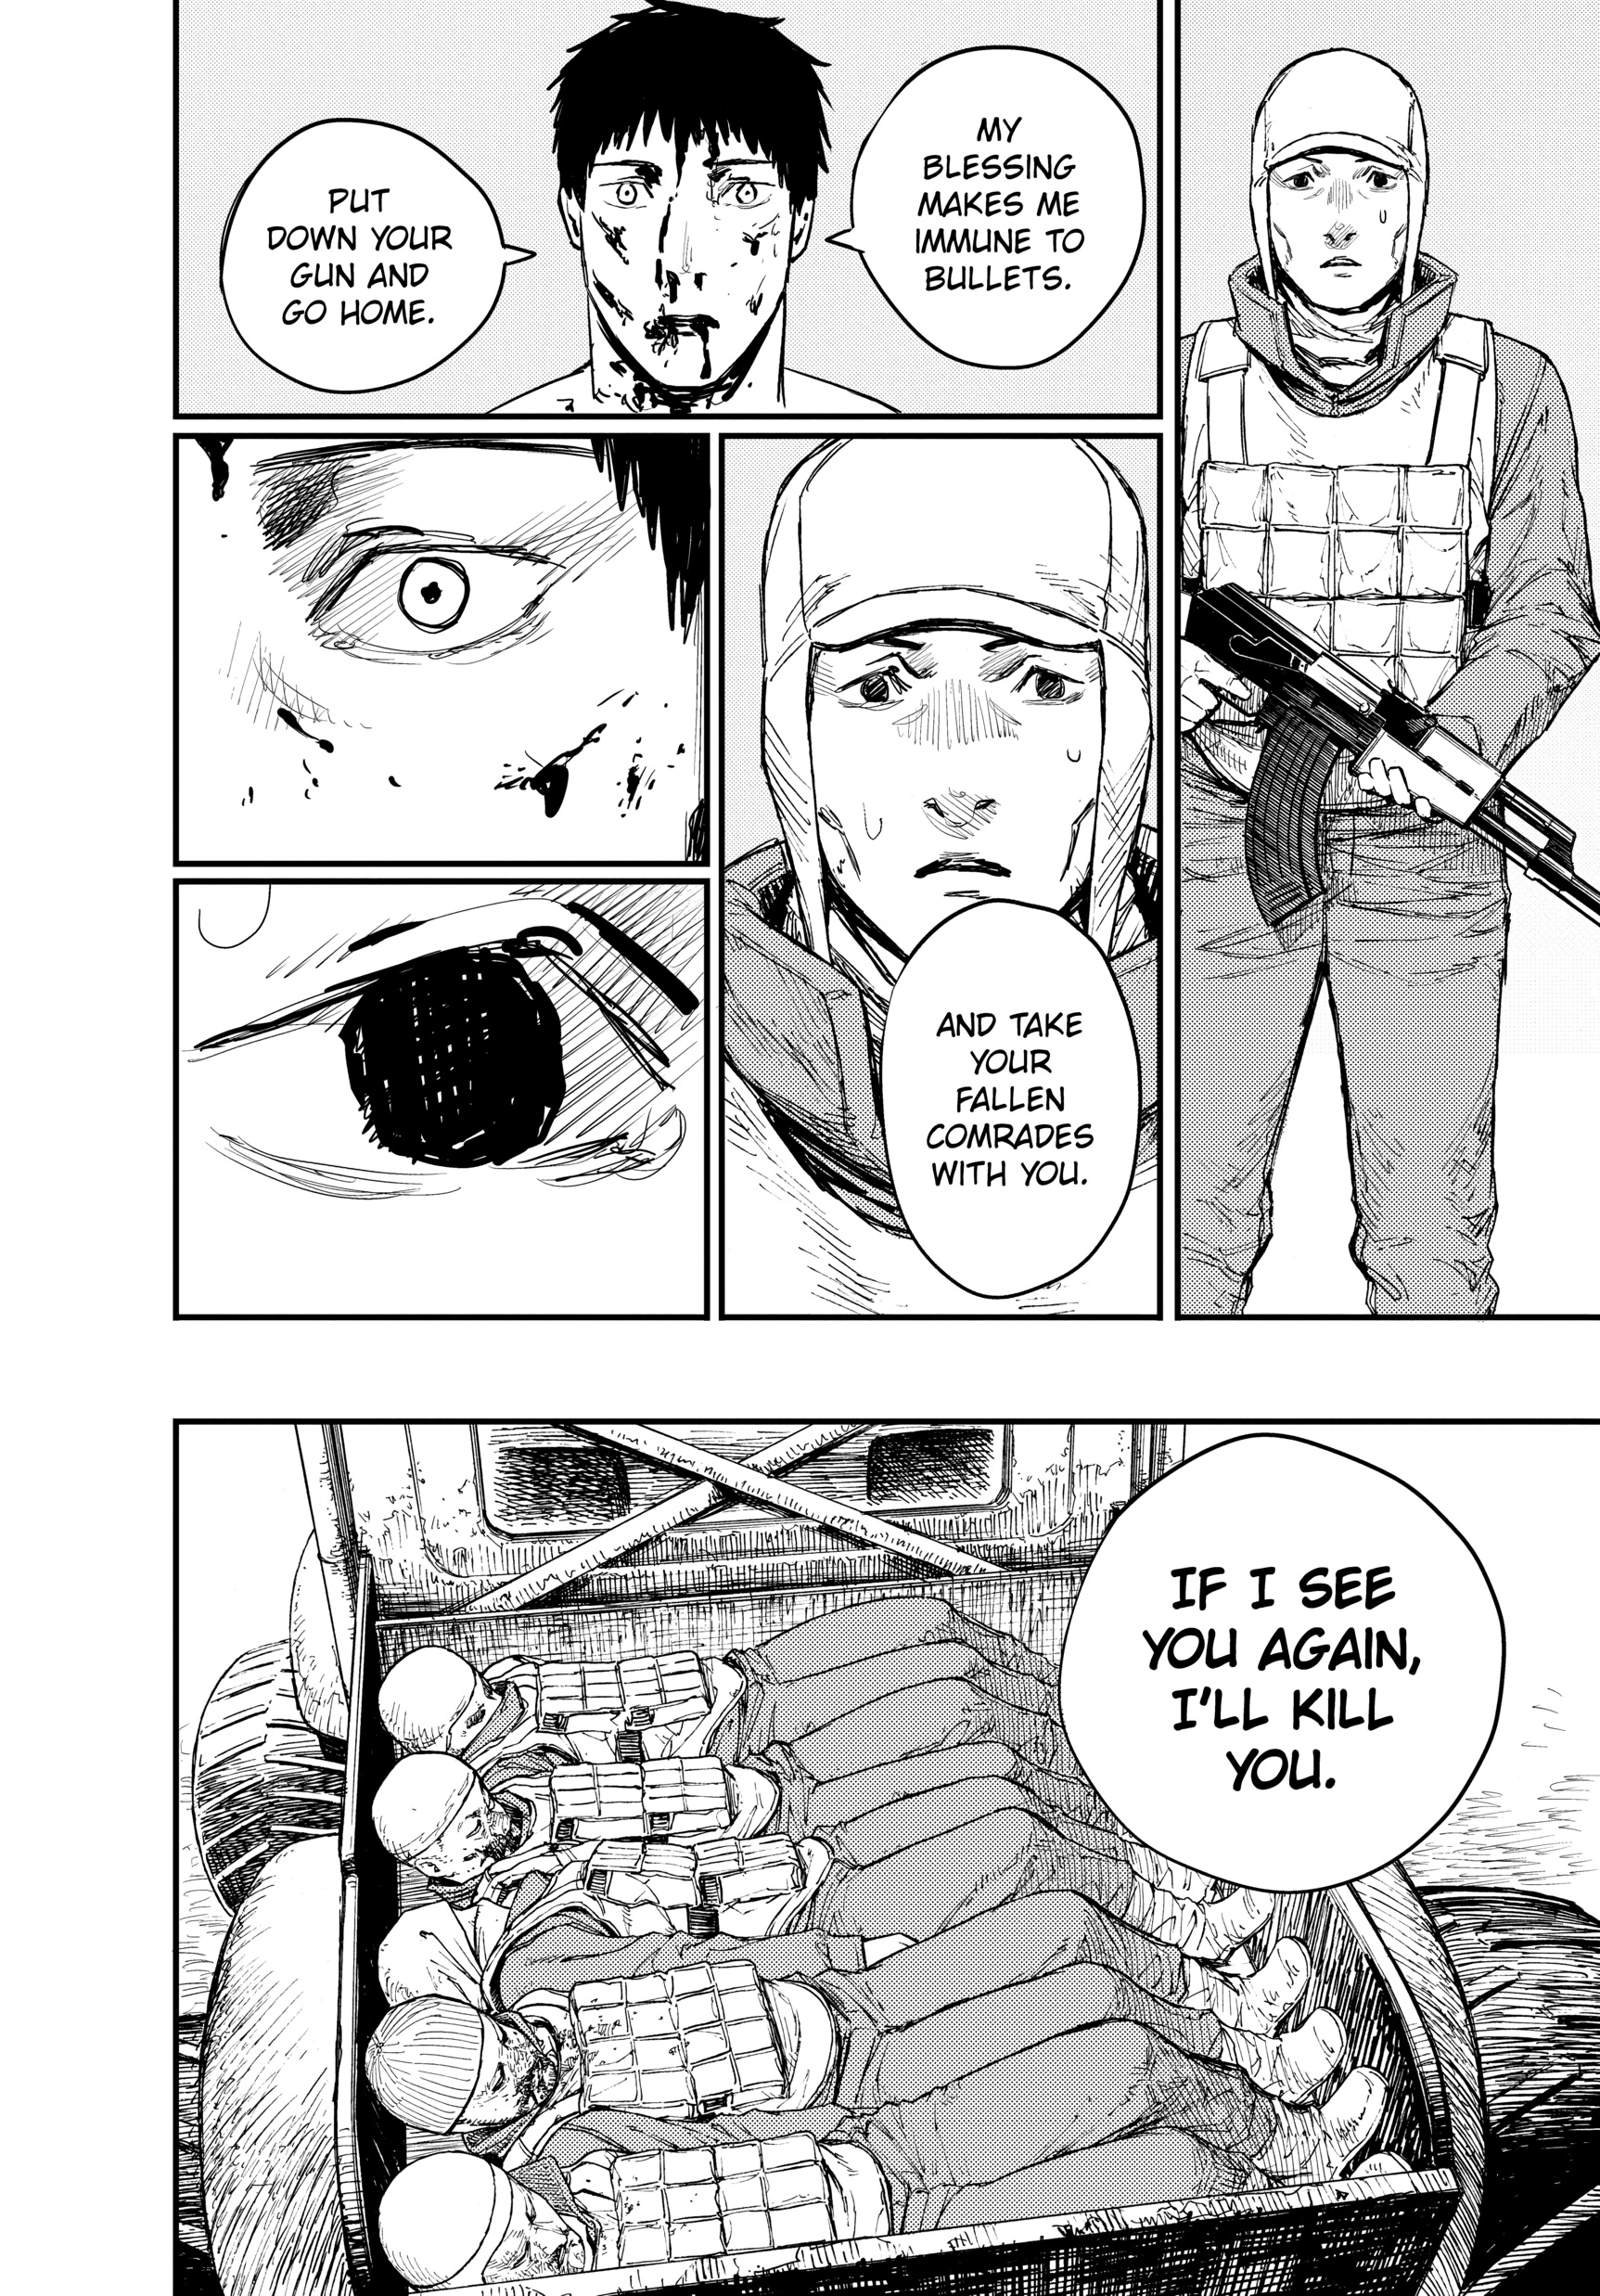 MY
BLESSING
MAKES ME
IMMUNE TO
BULLETS.
PUT
DOWN YOUR
GUN AND
GO HOME.
AND TAKE
YOUR
FALLEN
COMRADES
WITH YOU.
IF I SEE
YOU AGAIN,
I'LL KILL
YOU.